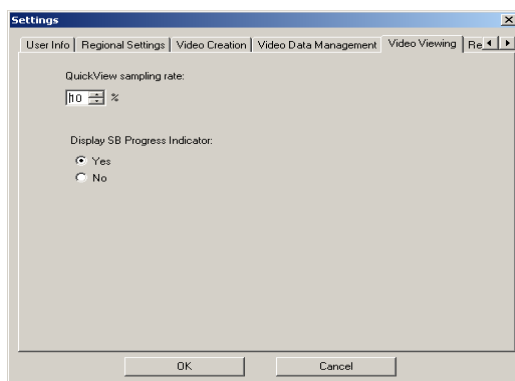 Settings
User Info Regional Settings Video Creation Video Data Management Video Viewing Re
QuickView sampling rate:
10 %
Display SB Progress Indicator:
Yes
No
OK Cancel